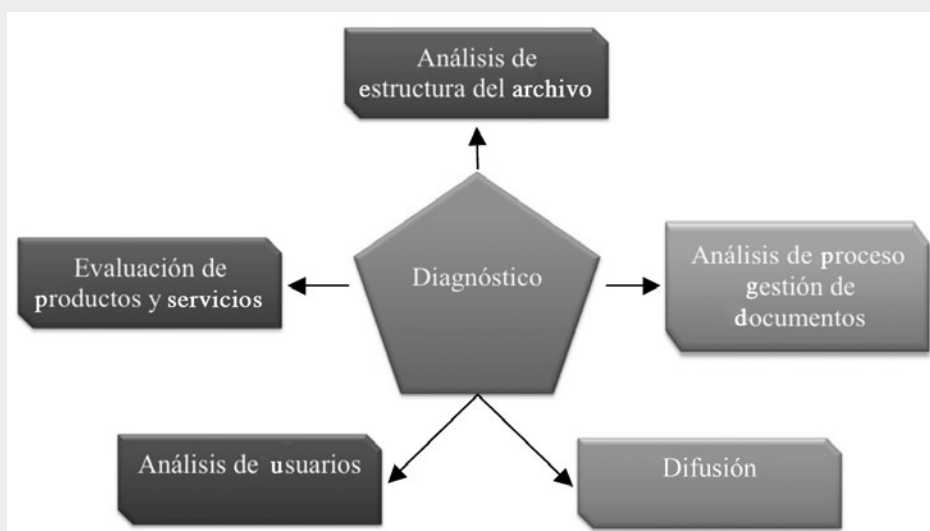 Análisis de
estructura del archivo
Evaluación de
productos y servicios
Diagnóstico
Análisis de proceso
gestión de
documentos
Análisis de usuarios
Difusión